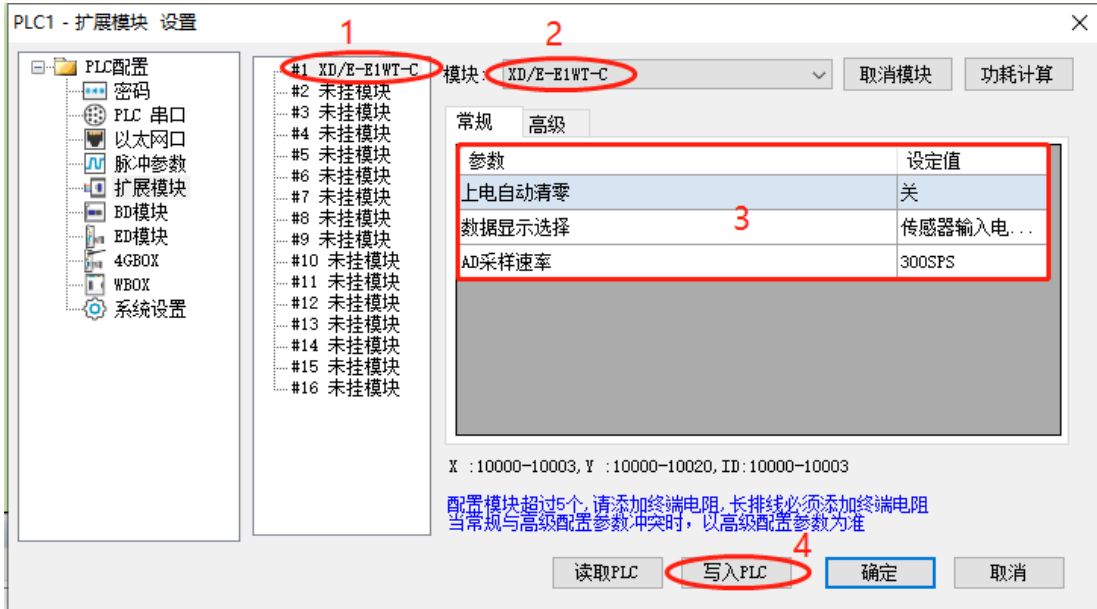 PLC1 - 扩展模块 设置
1
2
PLC配置
密码
PLC 串口
以太网口
脉冲参数
扩展模块
BD模块
ED模块
4GBOX
WBOX
系统设置
#1 XD/E-E1WT-C
#2 未挂模块
#3 未挂模块
#4 未挂模块
#5 未挂模块
#6 未挂模块
#7 未挂模块
#8 未挂模块
#9 未挂模块
#10 未挂模块
#11 未挂模块
#12 未挂模块
#13 未挂模块
#14 未挂模块
#15 未挂模块
#16 未挂模块
模块: XD/E-E1WT-C 取消模块 功耗计算
常规 高级
参数 设定值
上电自动清零 关
数据显示选择 传感器输入电...
3
AD采样速率 300SPS
X :10000-10003,Y :10000-10020,ID:10000-10003
配置模块超过5个,请添加终端电阻,长排线必须添加终端电阻
当常规与高级配置参数冲突时，以高级配置参数为准
4
读取PLC 写入PLC 确定 取消